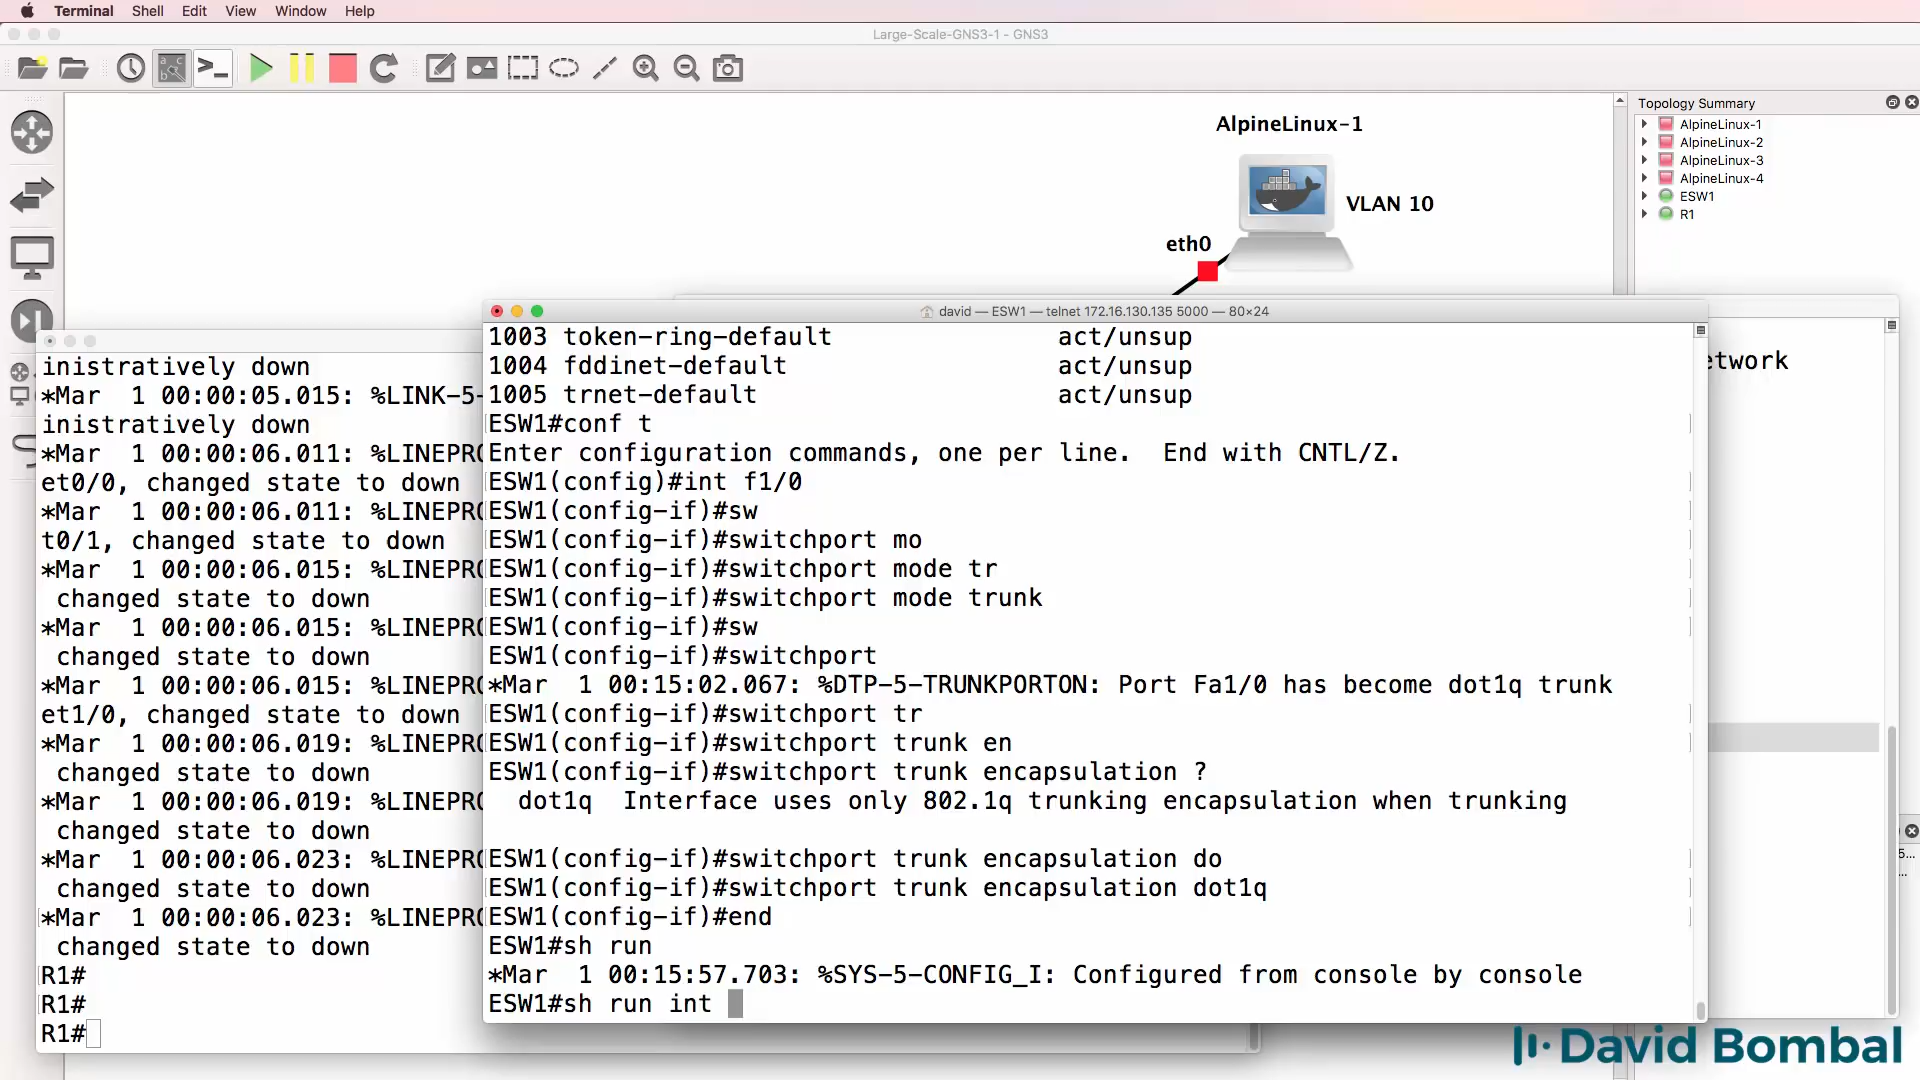 Terminal Shell Edit View Window Help
Large-Scale-GNS3-1 - GNS3
Topology Summary
AlpineLinux-1
AlpineLinux-2
AlpineLinux-3
AlpineLinux-4
ESW1
R1
AlpineLinux-1
VLAN 10
eth0
inistratively down
*Mar  1 00:00:05.015: %LINK-5-
inistratively down
*Mar  1 00:00:06.011: %LINEPRO
et0/0, changed state to down
*Mar  1 00:00:06.011: %LINEPRO
t0/1, changed state to down
*Mar  1 00:00:06.015: %LINEPRO
 changed state to down
*Mar  1 00:00:06.015: %LINEPRO
 changed state to down
*Mar  1 00:00:06.015: %LINEPRO
et1/0, changed state to down
*Mar  1 00:00:06.019: %LINEPRO
 changed state to down
*Mar  1 00:00:06.019: %LINEPRO
 changed state to down
*Mar  1 00:00:06.023: %LINEPRO
 changed state to down
*Mar  1 00:00:06.023: %LINEPRO
 changed state to down
R1#
R1#
R1#
david — ESW1 — telnet 172.16.130.135 5000 — 80×24
1003 token-ring-default               act/unsup
1004 fddinet-default                  act/unsup
1005 trnet-default                    act/unsup
ESW1#conf t
Enter configuration commands, one per line.  End with CNTL/Z.
ESW1(config)#int f1/0
ESW1(config-if)#sw
ESW1(config-if)#switchport mo
ESW1(config-if)#switchport mode tr
ESW1(config-if)#switchport mode trunk
ESW1(config-if)#sw
ESW1(config-if)#switchport
*Mar  1 00:15:02.067: %DTP-5-TRUNKPORTON: Port Fa1/0 has become dot1q trunk
ESW1(config-if)#switchport tr
ESW1(config-if)#switchport trunk en
ESW1(config-if)#switchport trunk encapsulation ?
  dot1q  Interface uses only 802.1q trunking encapsulation when trunking
ESW1(config-if)#switchport trunk encapsulation do
ESW1(config-if)#switchport trunk encapsulation dot1q
ESW1(config-if)#end
ESW1#sh run
*Mar  1 00:15:57.703: %SYS-5-CONFIG_I: Configured from console by console
ESW1#sh run int
etwork
5...
...
David Bombal